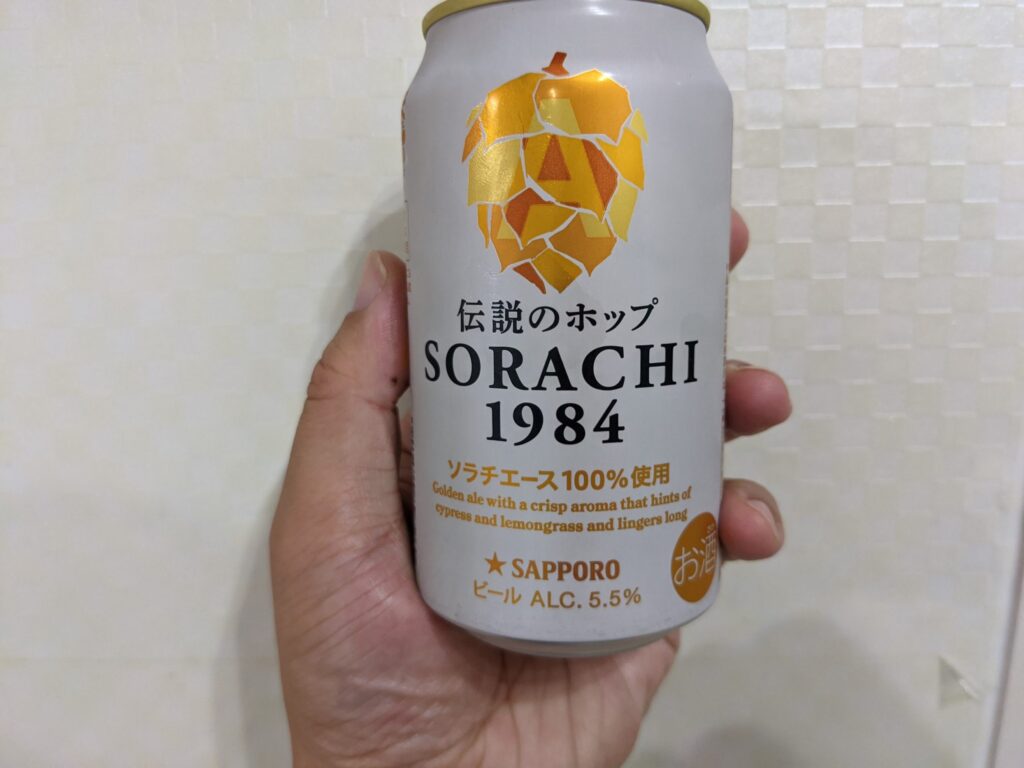 伝説のホップ
SORACHI
1984
ソラチエース100%使用
Golden ale with a crisp aroma that hints of
cypress and lemongrass and lingers long
★ SAPPORO
ビール ALC. 5.5%
お酒